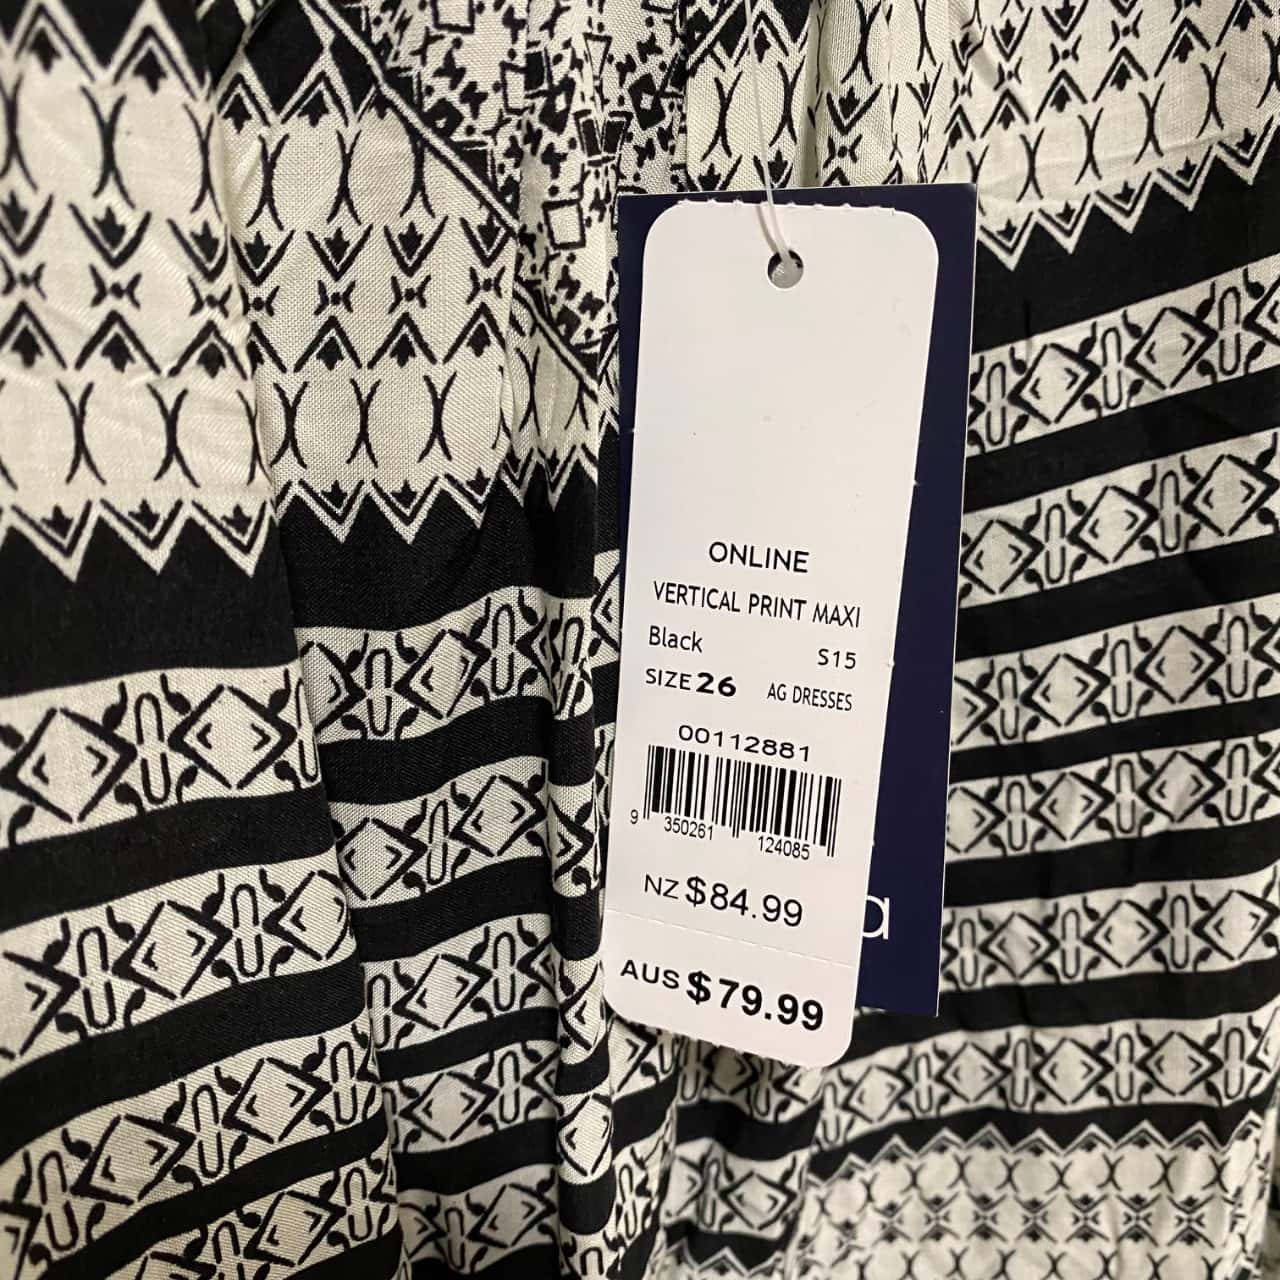 ONLINE
VERTICAL PRINT MAXI
Black S15
SIZE 26 AG DRESSES
00112881
9 350261 124085
NZ $84.99
a
AUS $79.99